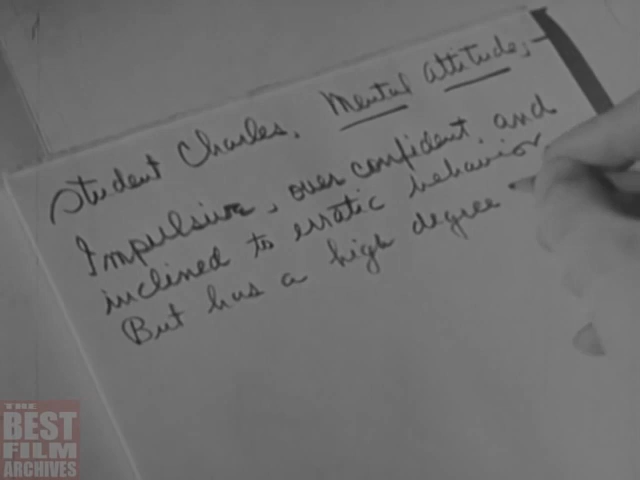 Student Charles. Mental Attitude;-
Impulsive, over confident, and
inclined to erratic behavior
But has a high degree
THE
BEST
FILM
ARCHIVES